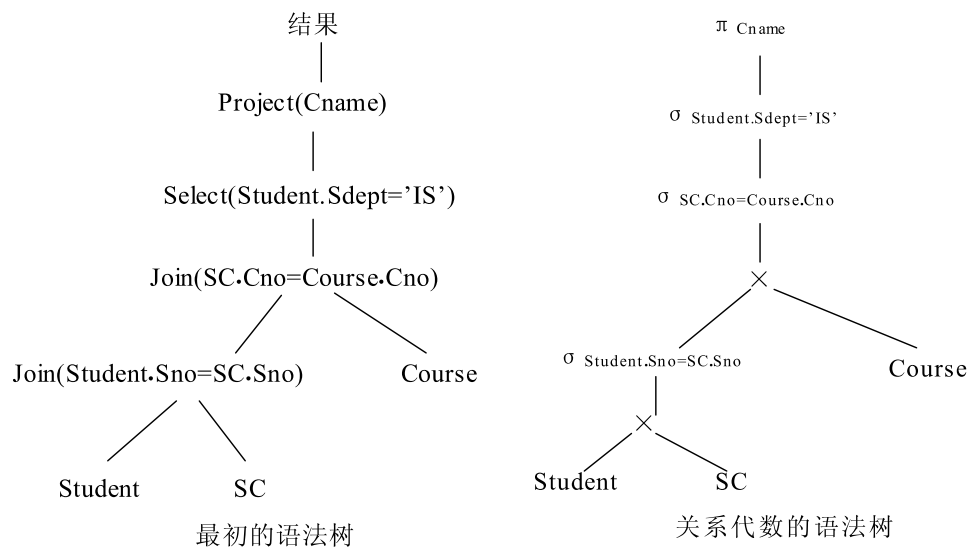 结果
Project(Cname)
Select(Student.Sdept=’IS’)
Join(SC.Cno=Course.Cno)
Join(Student.Sno=SC.Sno)
Course
Student
SC
最初的语法树
π Cname
σ Student.Sdept=’IS’
σ SC.Cno=Course.Cno
×
σ Student.Sno=SC.Sno
Course
×
Student
SC
关系代数的语法树